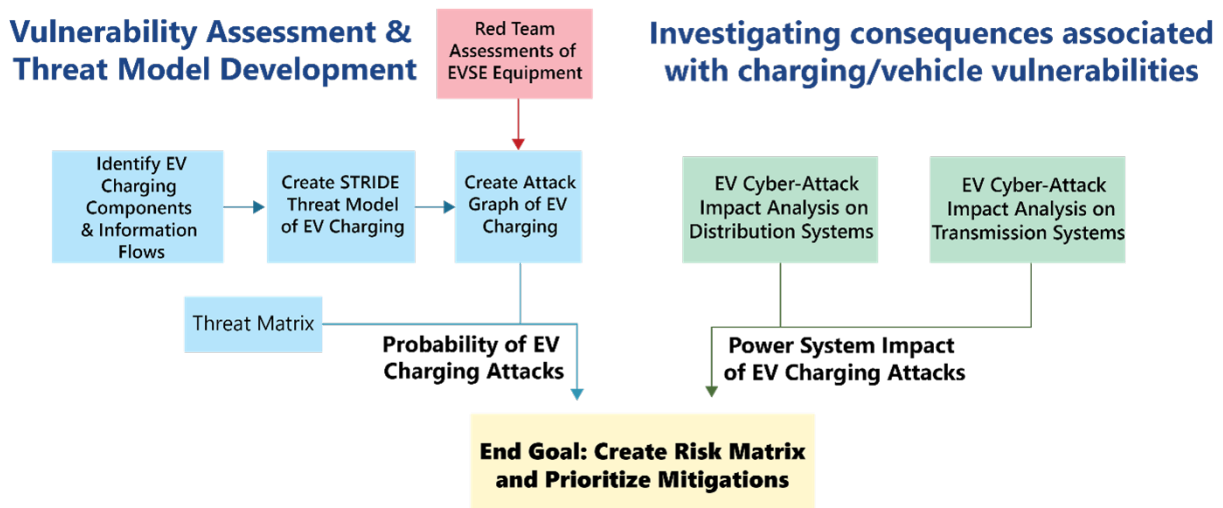 Vulnerability Assessment &
Threat Model Development
Red Team
Assessments of
EVSE Equipment
Investigating consequences associated
with charging/vehicle vulnerabilities
Identify EV
Charging
Components
& Information
Flows
Create STRIDE
Threat Model
of EV Charging
Create Attack
Graph of EV
Charging
EV Cyber-Attack
Impact Analysis on
Distribution Systems
EV Cyber-Attack
Impact Analysis on
Transmission Systems
Threat Matrix
Probability of EV
Charging Attacks
Power System Impact
of EV Charging Attacks
End Goal: Create Risk Matrix
and Prioritize Mitigations